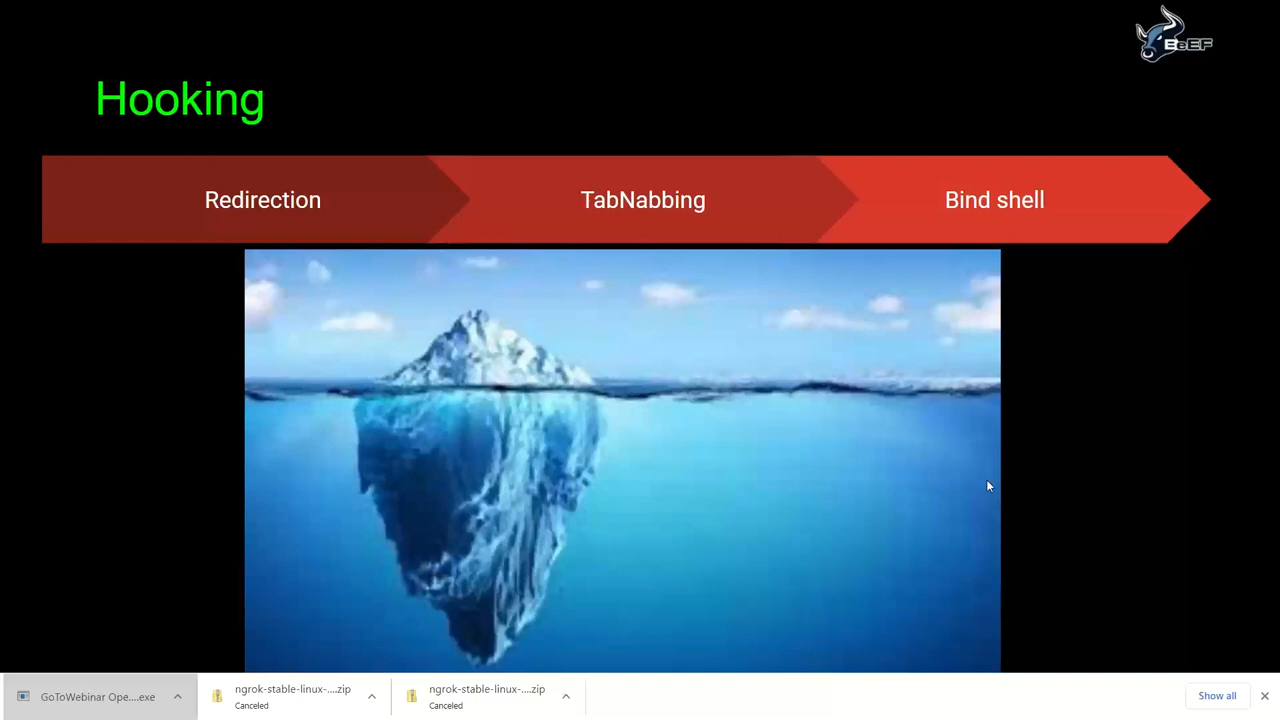 BeEF
Hooking
Redirection
TabNabbing
Bind shell
GoToWebinar Ope....exe
ngrok-stable-linux-....zip
Canceled
ngrok-stable-linux-....zip
Canceled
Show all